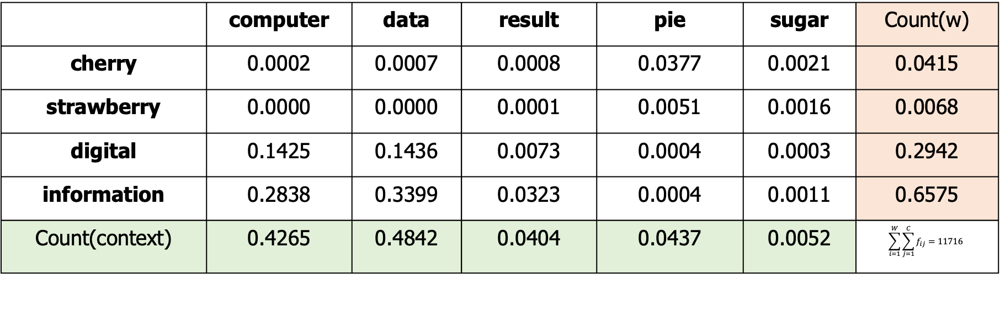 computer data result pie sugar Count(w)
cherry 0.0002 0.0007 0.0008 0.0377 0.0021 0.0415
strawberry 0.0000 0.0000 0.0001 0.0051 0.0016 0.0068
digital 0.1425 0.1436 0.0073 0.0004 0.0003 0.2942
information 0.2838 0.3399 0.0323 0.0004 0.0011 0.6575
Count(context) 0.4265 0.4842 0.0404 0.0437 0.0052 ∑_{i=1}^{W} ∑_{j=1}^{C} f_{ij} = 11716